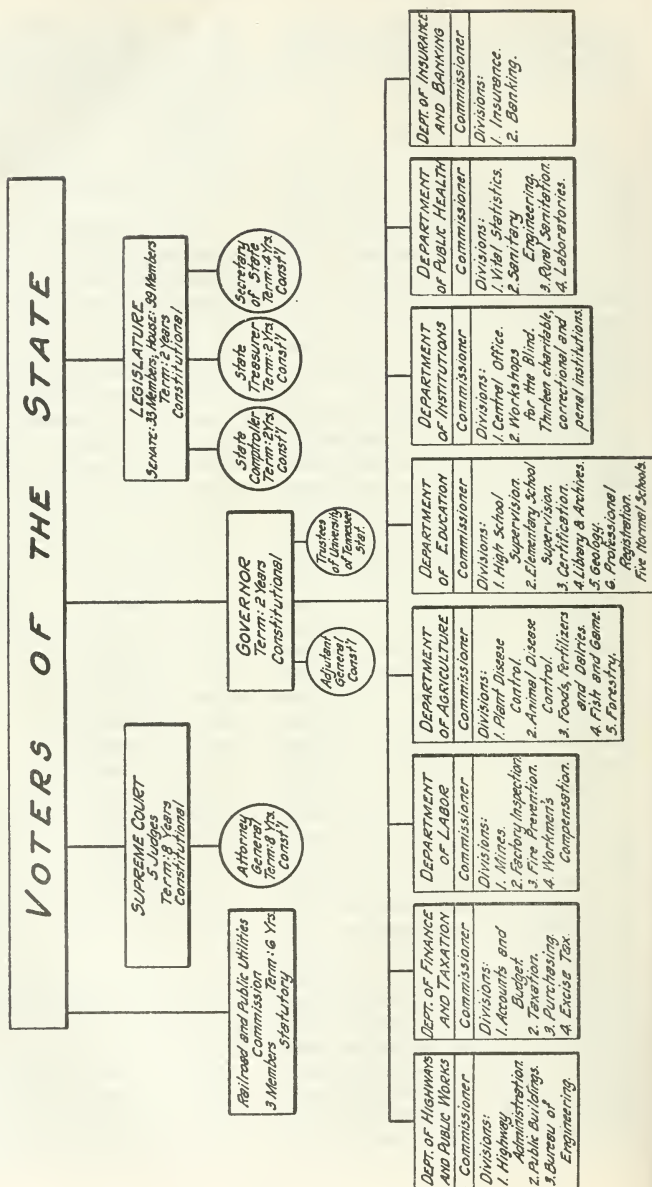 VOTERS OF THE STATE
Railroad and Public Utilities
Commission
3 Members Term: 6 Yrs.
Statutory
SUPREME COURT
5 Judges
Term: 8 Years
Constitutional
Attorney
General
Term: 8 Yrs.
Const'l
GOVERNOR
Term: 2 Years
Constitutional
Adjutant
General
Const'l
Trustees
of University
of Tennessee
Stat.
LEGISLATURE
SENATE: 33 Members; HOUSE: 99 Members
Term: 2 Years
Constitutional
State
Comptroller
Term: 2 Yrs.
Const'l
State
Treasurer
Term: 2 Yrs.
Const'l
Secretary
of State
Term: 4 Yrs.
Const'l
DEPT. OF HIGHWAYS
AND PUBLIC WORKS
Commissioner
Divisions:
1. Highway
Administration.
2. Public Buildings.
3. Bureau of
Engineering.
DEPT. OF FINANCE
AND TAXATION
Commissioner
Divisions:
1. Accounts and
Budget.
2. Taxation.
3. Purchasing.
4. Excise Tax.
DEPARTMENT
OF LABOR
Commissioner
Divisions:
1. Mines.
2. Factory Inspection.
3. Fire Prevention.
4. Workmen's
Compensation.
DEPARTMENT
OF AGRICULTURE
Commissioner
Divisions:
1. Plant Disease
Control.
2. Animal Disease
Control.
3. Foods, Fertilizers
and Dairies.
4. Fish and Game.
5. Forestry.
DEPARTMENT
OF EDUCATION
Commissioner
Divisions:
1. High School
Supervision.
2. Elementary School
Supervision.
3. Certification.
4. Library & Archives.
5. Geology.
6. Professional
Registration.
Five Normal Schools.
DEPARTMENT
OF INSTITUTIONS
Commissioner
Divisions:
1. Central Office.
2. Workshops
for the Blind.
Thirteen charitable,
correctional and
penal institutions.
DEPARTMENT
OF PUBLIC HEALTH
Commissioner
Divisions:
1. Vital Statistics.
2. Sanitary
Engineering.
3. Rural Sanitation.
4. Laboratories.
DEPT. OF INSURANCE
AND BANKING
Commissioner
Divisions:
1. Insurance.
2. Banking.